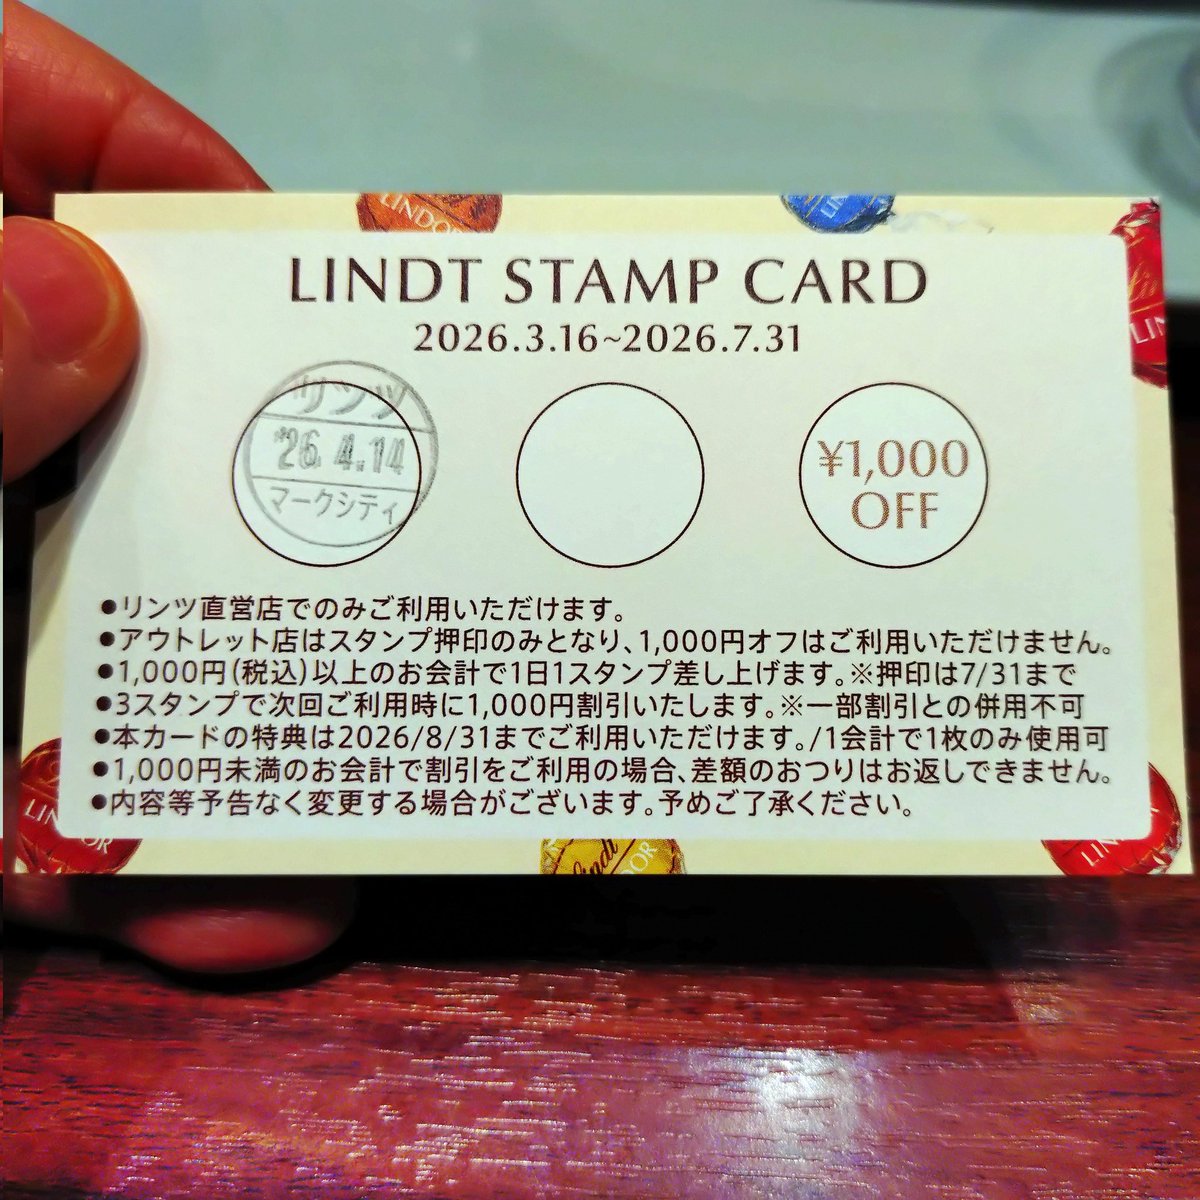 LINDOR
LIN
LINDT STAMP CARD
2026.3.16~2026.7.31
LIN
リンツ
'26. 4.14
マークシティ
¥1,000
OFF
●リンツ直営店でのみご利用いただけます。
●アウトレット店はスタンプ押印のみとなり、1,000円オフはご利用いただけません。
●1,000円(税込)以上のお会計で1日1スタンプ差し上げます。※押印は7/31まで
●3スタンプで次回ご利用時に1,000円割引いたします。※一部割引との併用不可
●本カードの特典は2026/8/31までご利用いただけます。/1会計で1枚のみ使用可
●1,000円未満のお会計で割引をご利用の場合、差額のおつりはお返しできません。
●内容等予告なく変更する場合がございます。予めご了承ください。
LINDOR
Lindt
DOR
LIN